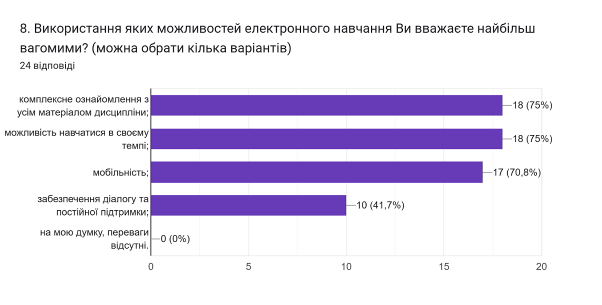 8. Використання яких можливостей електронного навчання Ви вважаєте найбільш
вагомими? (можна обрати кілька варіантів)
24 відповіді
комплексне ознайомлення з
усім матеріалом дисципліни;
18 (75%)
можливість навчатися в своєму
темпі;
18 (75%)
мобільність;
17 (70,8%)
забезпечення діалогу та
постійної підтримки;
10 (41,7%)
на мою думку, переваги
відсутні.
0 (0%)
0 5 10 15 20